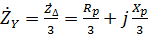 Ż_Y = Ż_Δ/3 = R_p/3 + j X_p/3